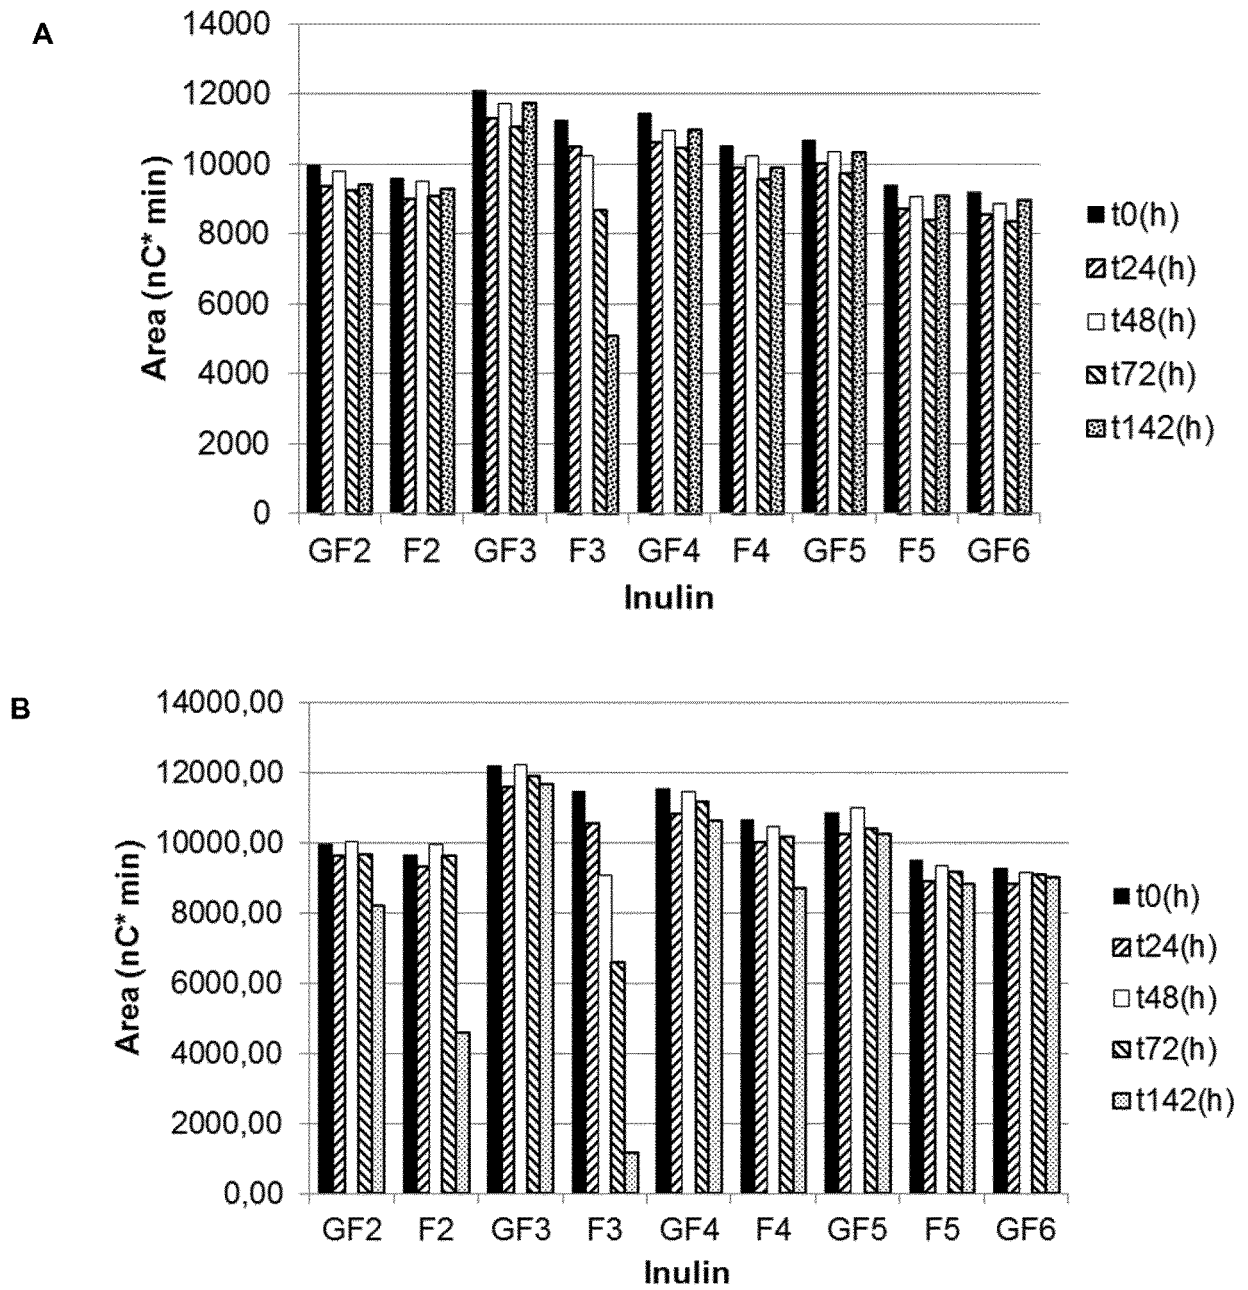 A
14000
12000
10000
8000
6000
4000
2000
0
Area (nC* min)
GF2 F2 GF3 F3 GF4 F4 GF5 F5 GF6
Inulin
t0(h)
t24(h)
t48(h)
t72(h)
t142(h)
B
14000,00
12000,00
10000,00
8000,00
6000,00
4000,00
2000,00
0,00
Area (nC* min)
GF2 F2 GF3 F3 GF4 F4 GF5 F5 GF6
Inulin
t0(h)
t24(h)
t48(h)
t72(h)
t142(h)